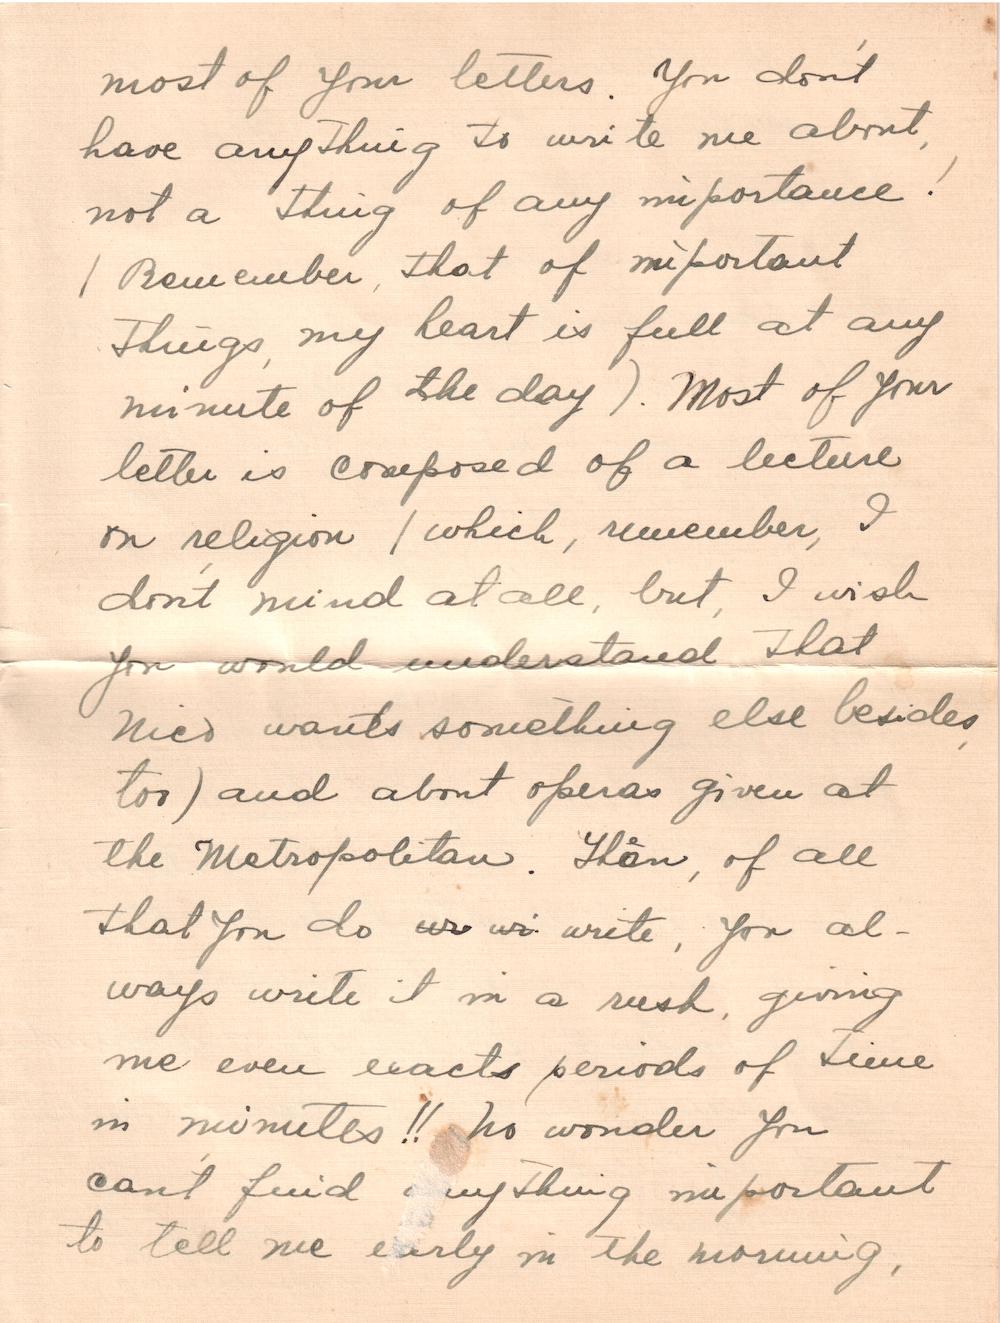 most of your letters. You don't
have anything to write me about,
not a thing of any importance!
(Remember, that of important
things, my heart is full at any
minute of the day). Most of your
letter is composed of a lecture
on religion (which, remember, I
don't mind at all, but, I wish
you would understand that
Nico wants something else besides,
too) and about operas given at
the Metropolitan. Then, of all
that you do wr wri write, you al-
ways write it in a rush, giving
me even exacts periods of time
in minutes!! No wonder you
can't find anything important
to tell me early in the morning,